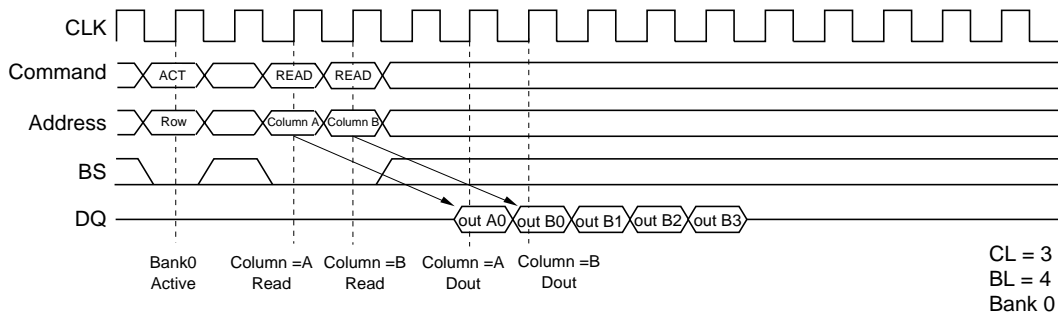 CLK
Command ACT READ READ
Address Row Column A Column B
BS
DQ out A0 out B0 out B1 out B2 out B3
Bank0 Column =A Column =B Column =A Column =B
Active Read Read Dout Dout
CL = 3
BL = 4
Bank 0